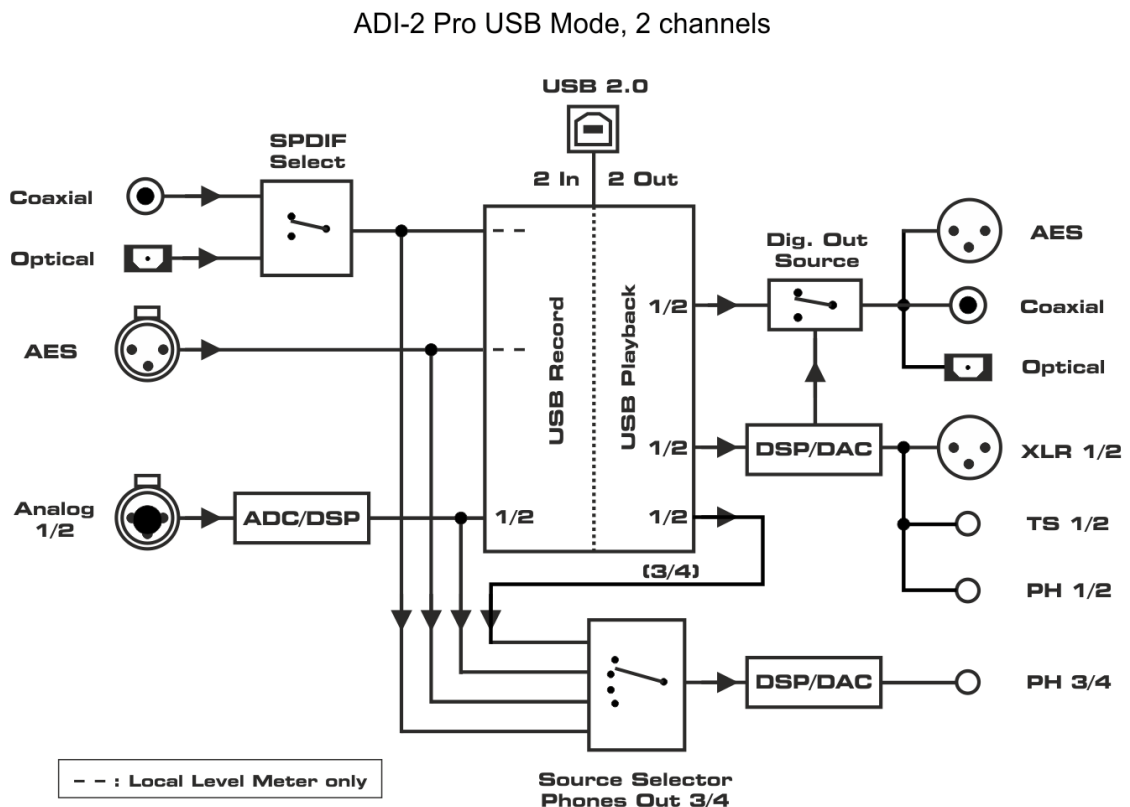 ADI-2 Pro USB Mode, 2 channels
USB 2.0
SPDIF
Select
2 In
2 Out
Coaxial
Optical
AES
Analog
1/2
ADC/DSP
1/2
USB Record
USB Playback
1/2
1/2
1/2
(3/4)
Dig. Out
Source
DSP/DAC
AES
Coaxial
Optical
XLR 1/2
TS 1/2
PH 1/2
DSP/DAC
PH 3/4
Source Selector
Phones Out 3/4
- - : Local Level Meter only